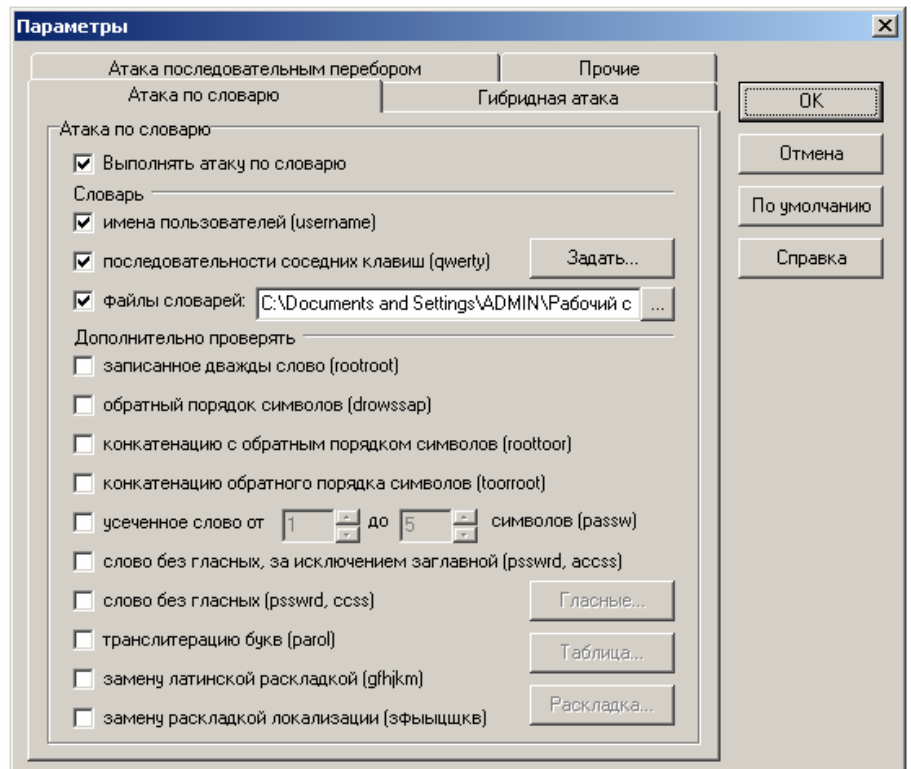 Параметры
Атака последовательным перебором
Прочие
Атака по словарю
Гибридная атака
OK
Отмена
По умолчанию
Справка
Атака по словарю
Выполнять атаку по словарю
Словарь
имена пользователей (username)
последовательности соседних клавиш (qwerty)
Задать...
файлы словарей:
C:\Documents and Settings\ADMIN\Рабочий с
...
Дополнительно проверять
записанное дважды слово (rootroot)
обратный порядок символов (drowssap)
конкатенацию с обратным порядком символов (roottoor)
конкатенацию обратного порядка символов (toorroot)
усеченное слово от 1 до 5 символов (passw)
слово без гласных, за исключением заглавной (psswrd, accss)
слово без гласных (psswrd, ccss)
Гласные...
транслитерацию букв (parol)
Таблица...
замену латинской раскладкой (gfhjkm)
Раскладка...
замену раскладкой локализации (зфыыцщкв)